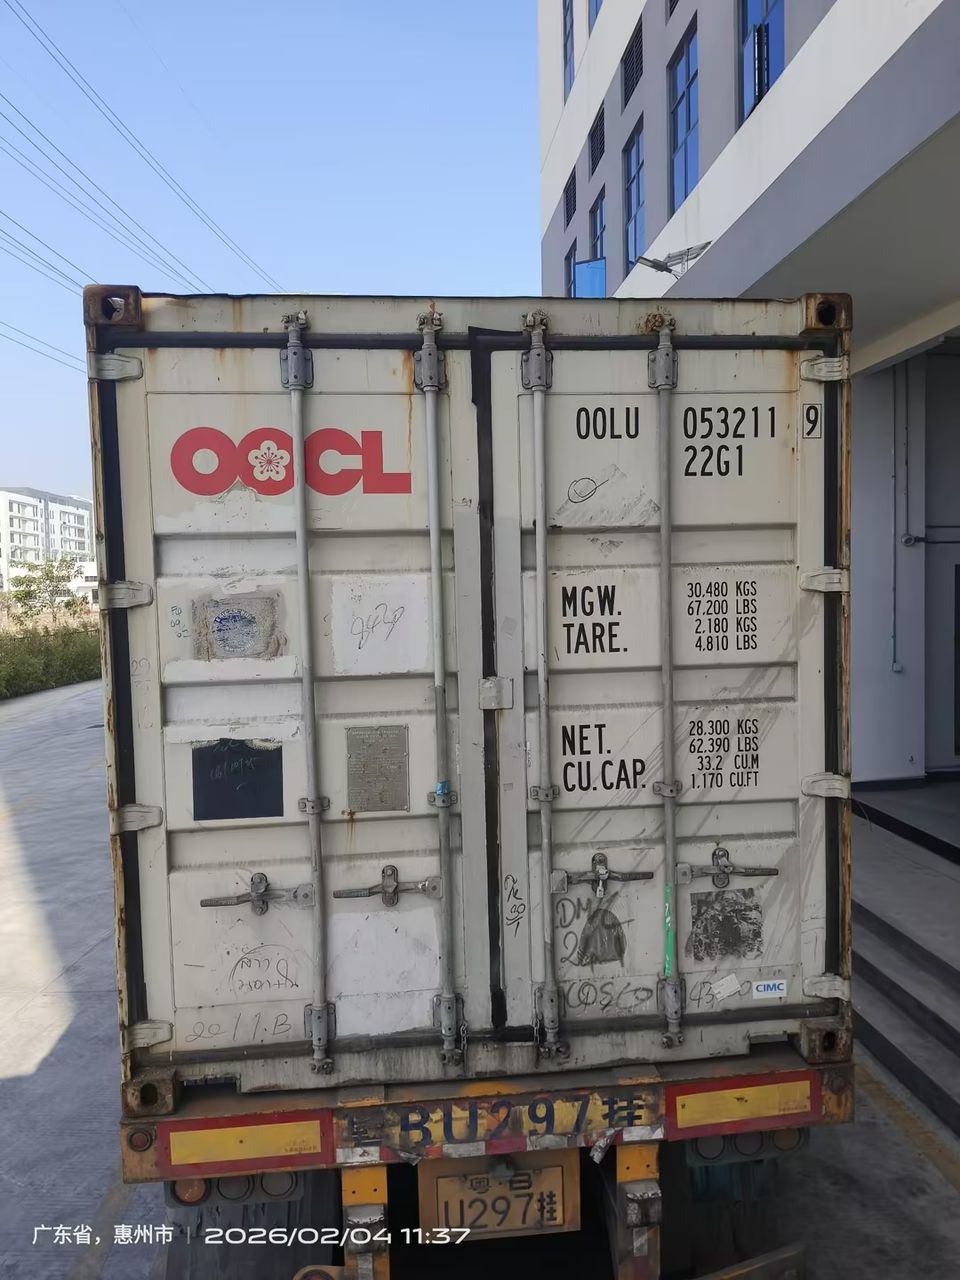 OOCL
OOLU 053211 9
22G1
MGW. 30.480 KGS
67.200 LBS
TARE. 2,180 KGS
4,810 LBS
NET. 28.300 KGS
62.390 LBS
CU.CAP. 33.2 CU.M
1.170 CU.FT
CIMC
2011.B
BU297挂
粤·B
U297挂
广东省，惠州市 | 2026/02/04 11:37